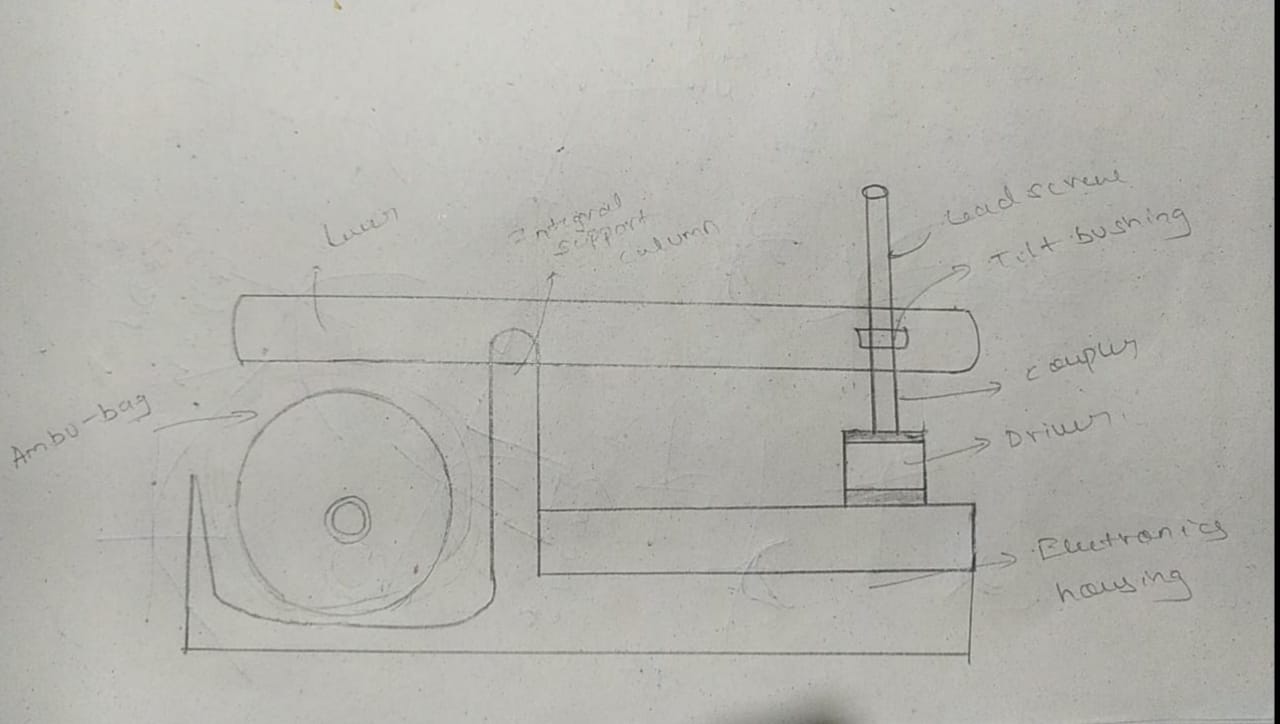 Lever
Integral
support
column
Lead screw
Tilt bushing
Ambu-bag
Coupler
Driver.
Electronics
housing